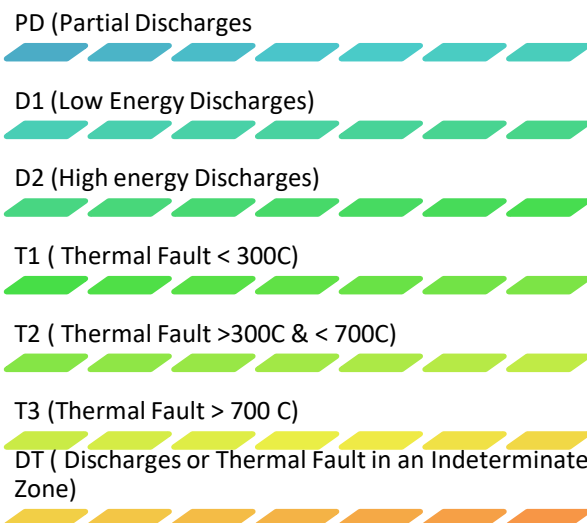 PD (Partial Discharges
D1 (Low Energy Discharges)
D2 (High energy Discharges)
T1 ( Thermal Fault < 300C)
T2 ( Thermal Fault >300C & < 700C)
T3 (Thermal Fault > 700 C)
DT ( Discharges or Thermal Fault in an Indeterminate
Zone)